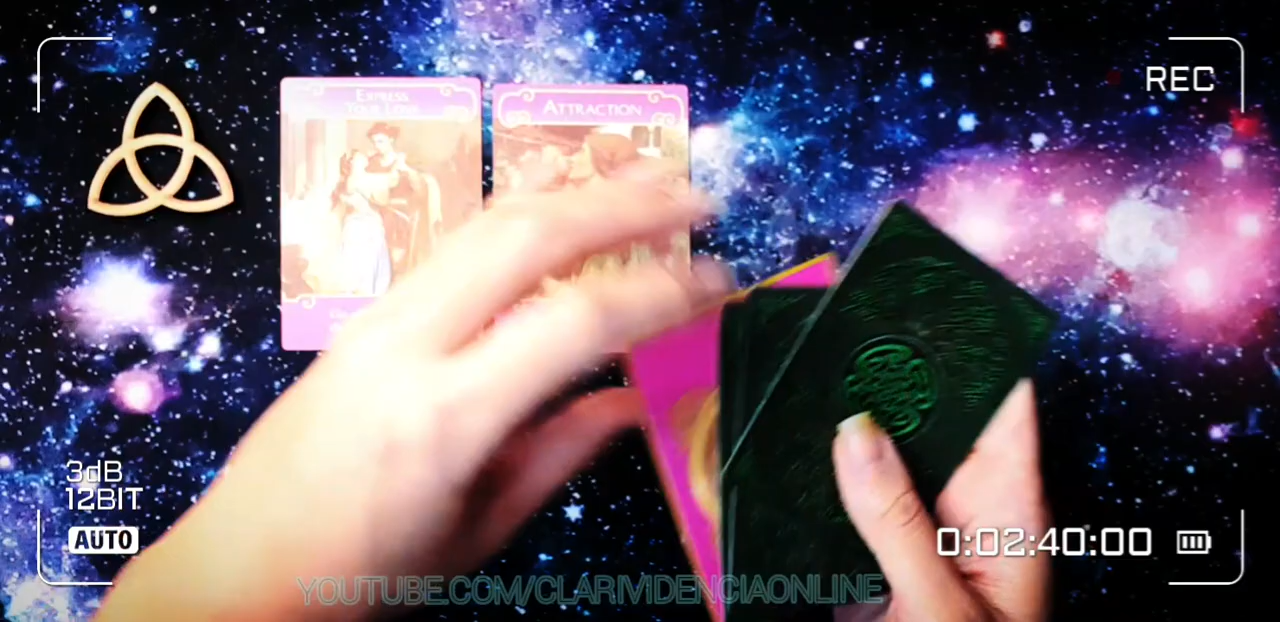 REC
EXPRESS
YOUR LOVE
ATTRACTION
3dB
12BIT
AUTO
0:02:40:00
YOUTUBE.COM/CLARIVIDENCIAONLINE